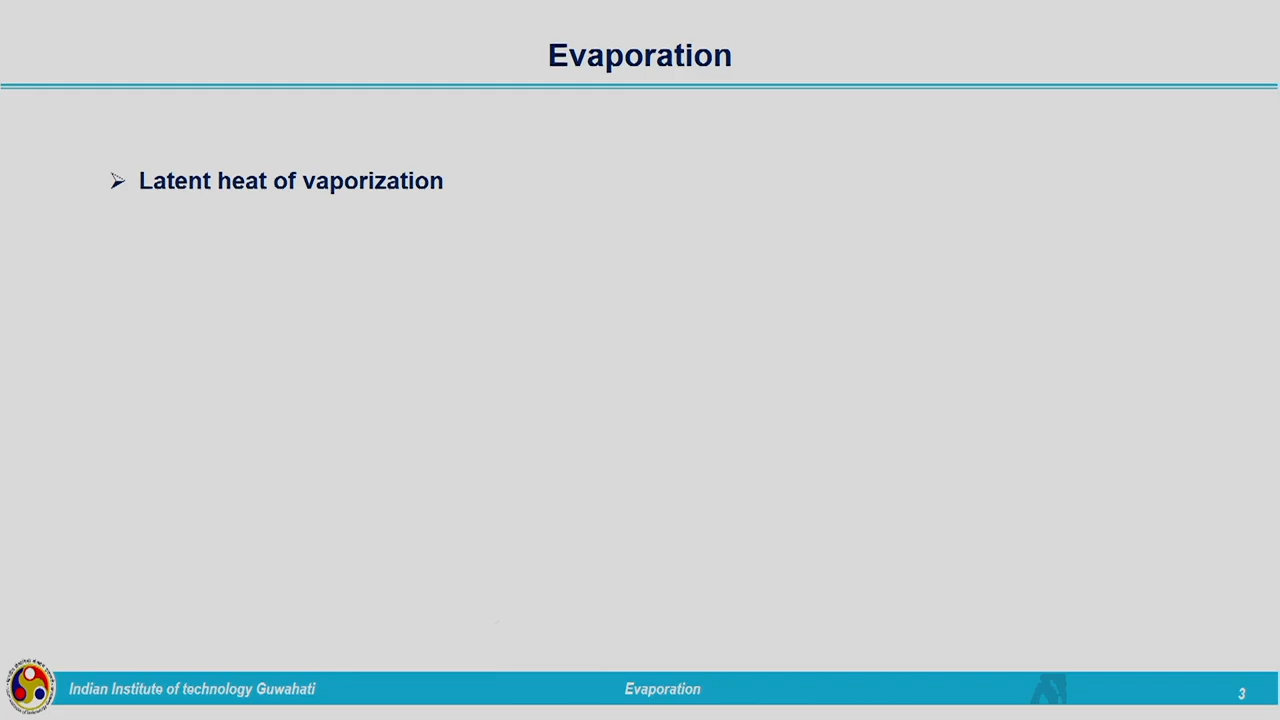 Evaporation
➢ Latent heat of vaporization
Indian Institute of technology Guwahati
Evaporation
3